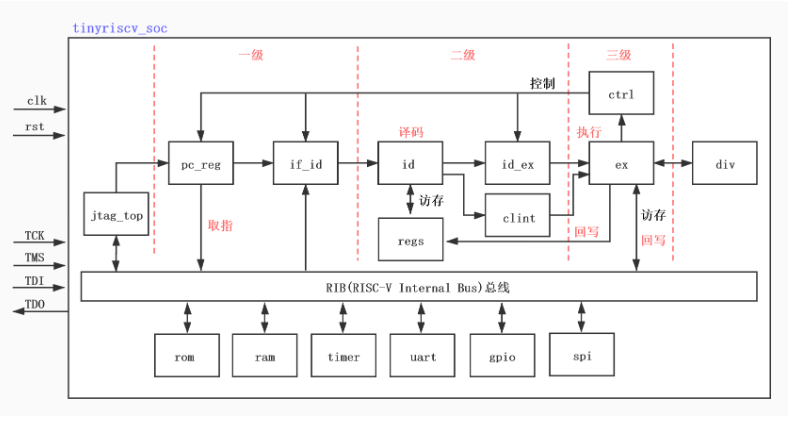 tinyriscv_soc
一级
二级
三级
控制
ctrl
clk
rst
译码
执行
pc_reg
if_id
id
id_ex
ex
div
jtag_top
取指
访存
regs
clint
回写
访存
回写
TCK
TMS
TDI
TDO
RIB(RISC-V Internal Bus)总线
rom
ram
timer
uart
gpio
spi